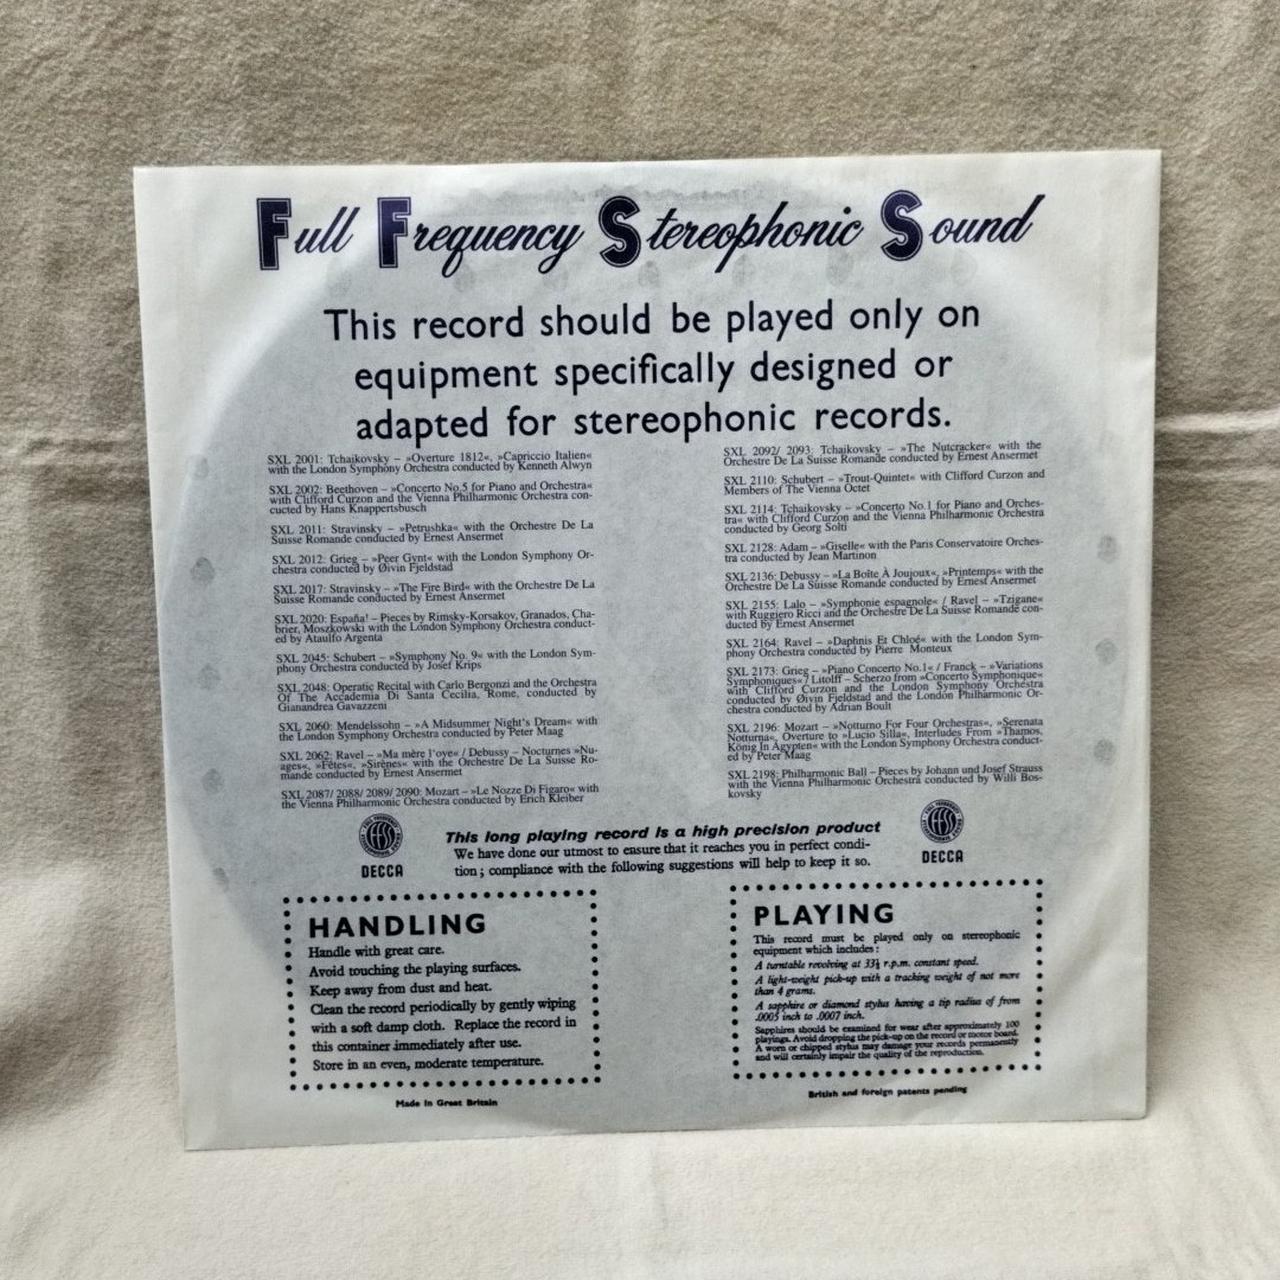 Full Frequency Stereophonic Sound
This record should be played only on
equipment specifically designed or
adapted for stereophonic records.
SXL 2001: Tchaikovsky – »Overture 1812«, »Capriccio Italien«
with the London Symphony Orchestra conducted by Kenneth Alwyn
SXL 2002: Beethoven – »Concerto No.5 for Piano and Orchestra«
with Clifford Curzon and the Vienna Philharmonic Orchestra con-
ducted by Hans Knappertsbusch
SXL 2011: Stravinsky – »Petrushka« with the Orchestre De La
Suisse Romande conducted by Ernest Ansermet
SXL 2012: Grieg – »Peer Gynt« with the London Symphony Or-
chestra conducted by Øivin Fjeldstad
SXL 2017: Stravinsky – »The Fire Bird« with the Orchestre De La
Suisse Romande conducted by Ernest Ansermet
SXL 2020: España! – Pieces by Rimsky-Korsakov, Granados, Cha-
brier, Moszkowski with the London Symphony Orchestra conduct-
ed by Ataulfo Argenta
SXL 2045: Schubert – »Symphony No. 9« with the London Sym-
phony Orchestra conducted by Josef Krips
SXL 2048: Operatic Recital with Carlo Bergonzi and the Orchestra
Of The Accademia Di Santa Cecilia, Rome, conducted by
Gianandrea Gavazzeni
SXL 2060: Mendelssohn – »A Midsummer Night's Dream« with
the London Symphony Orchestra conducted by Peter Maag
SXL 2062: Ravel – »Ma mère l'oye« / Debussy – Nocturnes »Nu-
ages«, »Fêtes«, »Sirènes« with the Orchestre De La Suisse Ro-
mande conducted by Ernest Ansermet
SXL 2087/ 2088/ 2089/ 2090: Mozart – »Le Nozze Di Figaro« with
the Vienna Philharmonic Orchestra conducted by Erich Kleiber
SXL 2092/ 2093: Tchaikovsky – »The Nutcracker« with the
Orchestre De La Suisse Romande conducted by Ernest Ansermet
SXL 2110: Schubert – »Trout-Quintet« with Clifford Curzon and
Members of The Vienna Octet
SXL 2114: Tchaikovsky – »Concerto No.1 for Piano and Orches-
tra« with Clifford Curzon and the Vienna Philharmonic Orchestra
conducted by Georg Solti
SXL 2128: Adam – »Giselle« with the Paris Conservatoire Orches-
tra conducted by Jean Martinon
SXL 2136: Debussy – »La Boîte À Joujoux«, »Printemps« with the
Orchestre De La Suisse Romande conducted by Ernest Ansermet
SXL 2155: Lalo – »Symphonie espagnole« / Ravel – »Tzigane«
with Ruggiero Ricci and the Orchestre De La Suisse Romande con-
ducted by Ernest Ansermet
SXL 2164: Ravel – »Daphnis Et Chloé« with the London Sym-
phony Orchestra conducted by Pierre Monteux
SXL 2173: Grieg – »Piano Concerto No.1« / Franck – »Variations
Symphoniques« / Litolff – Scherzo from »Concerto Symphonique«
with Clifford Curzon and the London Symphony Orchestra
conducted by Øivin Fjeldstad and the London Philharmonic Or-
chestra conducted by Adrian Boult
SXL 2196: Mozart – »Notturno For Four Orchestras«, »Serenata
Notturna«, Overture to »Lucio Silla«, Interludes From »Thamos,
König In Ägypten« with the London Symphony Orchestra conduct-
ed by Peter Maag
SXL 2198: Philharmonic Ball – Pieces by Johann und Josef Strauss
with the Vienna Philharmonic Orchestra conducted by Willi Bos-
kovsky
FULL FREQUENCY
FFSS
STEREOPHONIC SOUND
DECCA
This long playing record is a high precision product
We have done our utmost to ensure that it reaches you in perfect condi-
tion; compliance with the following suggestions will help to keep it so.
FULL FREQUENCY
FFSS
STEREOPHONIC SOUND
DECCA
HANDLING
Handle with great care.
Avoid touching the playing surfaces.
Keep away from dust and heat.
Clean the record periodically by gently wiping
with a soft damp cloth. Replace the record in
this container immediately after use.
Store in an even, moderate temperature.
Made in Great Britain
PLAYING
This record must be played only on stereophonic
equipment which includes:
A turntable revolving at 33⅓ r.p.m. constant speed.
A light-weight pick-up with a tracking weight of not more
than 4 grams.
A sapphire or diamond stylus having a tip radius of from
.0005 inch to .0007 inch.
Sapphires should be examined for wear after approximately 100
playings. Avoid dropping the pick-up on the record or motor board.
A worn or chipped stylus may damage your records permanently
and will certainly impair the quality of the reproduction.
British and foreign patents pending